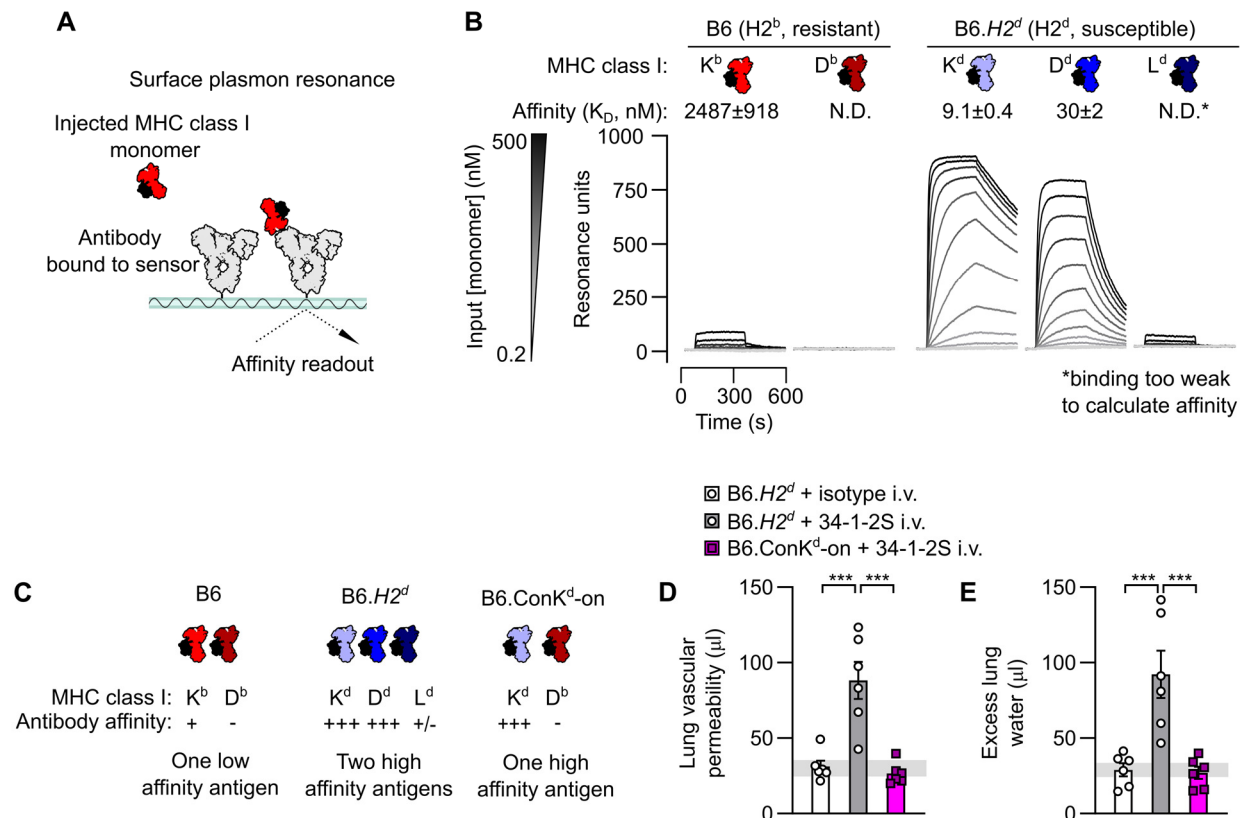 A
Surface plasmon resonance
Injected MHC class I
monomer
Antibody
bound to sensor
Affinity readout
B
B6 (H2ᵇ, resistant)
B6.H2ᵈ (H2ᵈ, susceptible)
MHC class I: Kᵇ Dᵇ Kᵈ Dᵈ Lᵈ
Affinity (K_D, nM): 2487±918 N.D. 9.1±0.4 30±2 N.D.*
Input [monomer] (nM)
500
0.2
Resonance units
1000
750
500
250
0
0 300 600
Time (s)
*binding too weak
to calculate affinity
B6.H2ᵈ + isotype i.v.
B6.H2ᵈ + 34-1-2S i.v.
B6.ConKᵈ-on + 34-1-2S i.v.
C
B6 B6.H2ᵈ B6.ConKᵈ-on
MHC class I: Kᵇ Dᵇ Kᵈ Dᵈ Lᵈ Kᵈ Dᵇ
Antibody affinity: + - +++ +++ +/- +++ -
One low
affinity antigen
Two high
affinity antigens
One high
affinity antigen
D
Lung vascular
permeability (µl)
150
100
50
0
*** ***
E
Excess lung
water (µl)
150
100
50
0
*** ***